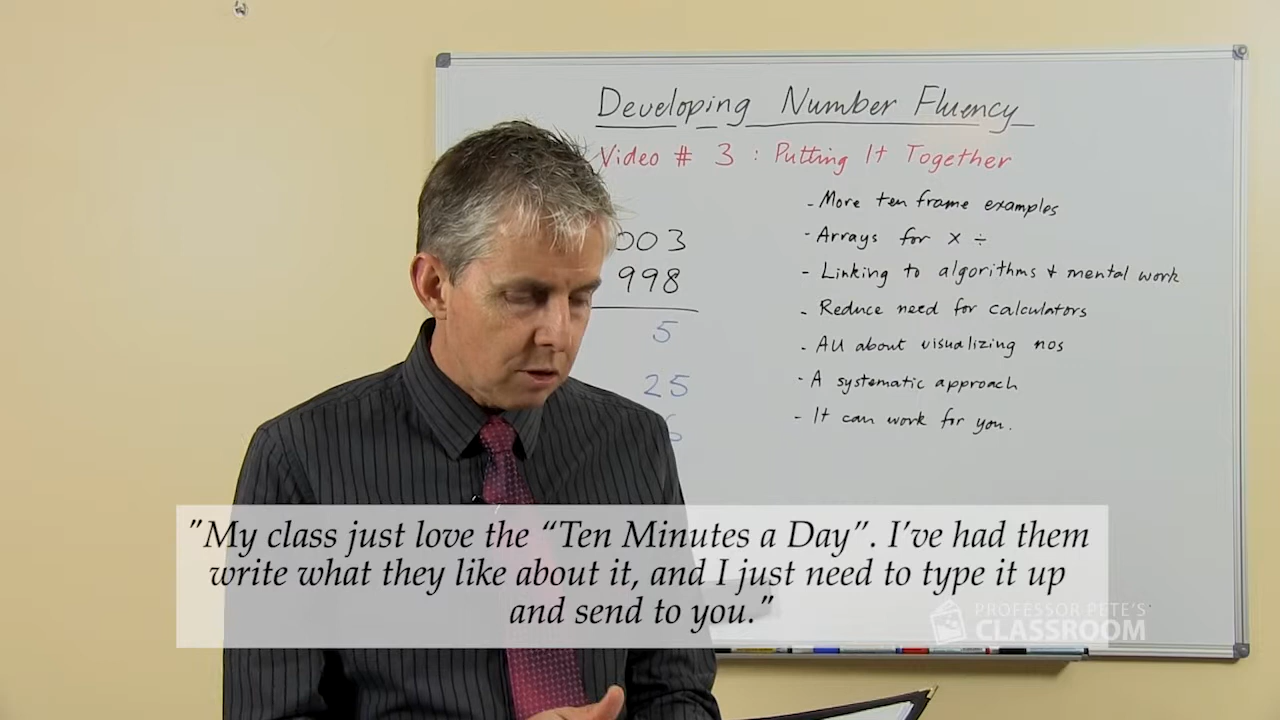 Developing Number Fluency
Video # 3 : Putting It Together
- More ten frame examples
003
- Arrays for x ÷
998
- Linking to algorithms + mental work
- Reduce need for calculators
5
- All about visualizing nos
- A systematic approach
25
- It can work for you.
"My class just love the “Ten Minutes a Day”. I’ve had them
write what they like about it, and I just need to type it up
and send to you."
PROFESSOR PETE'S
CLASSROOM